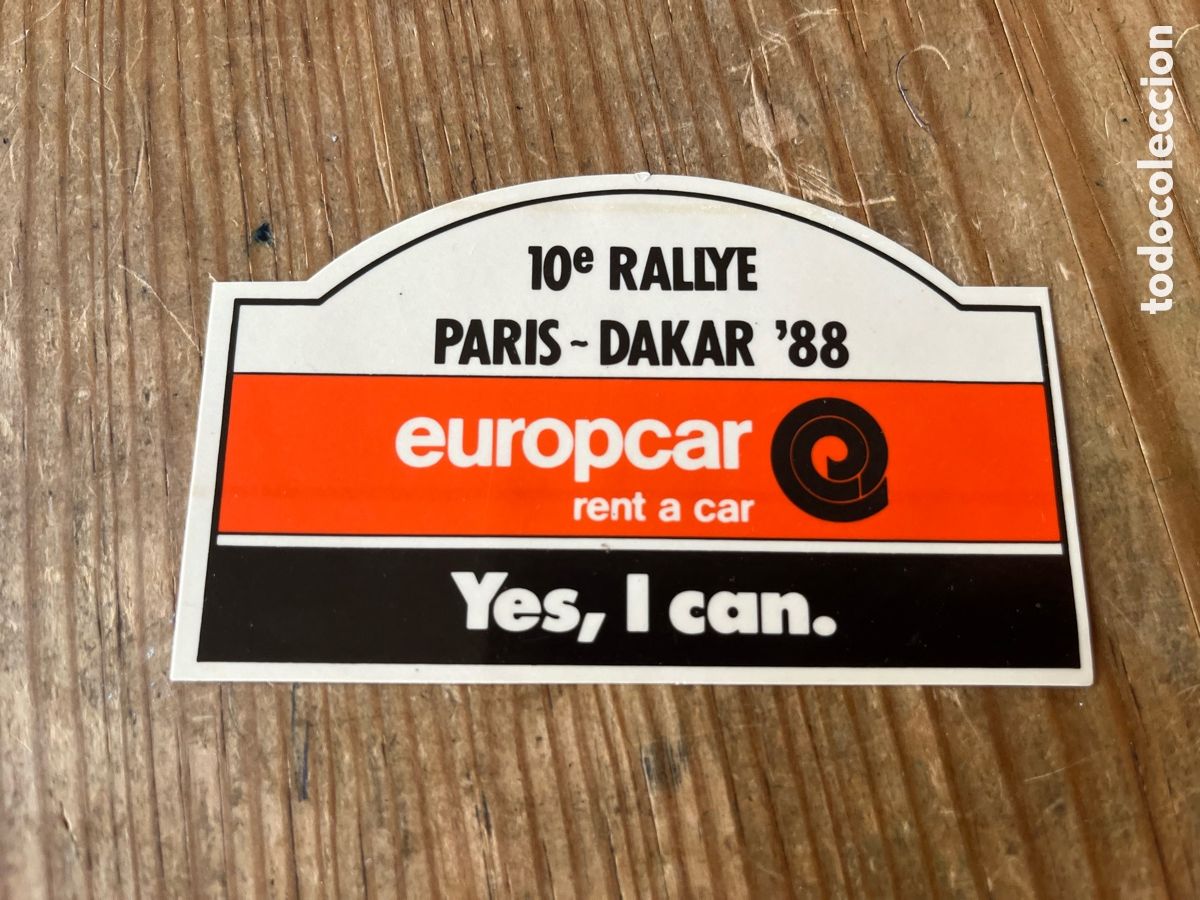 10e RALLYE
PARIS ~ DAKAR '88
europcar
rent a car
Yes, I can.
todocoleccion